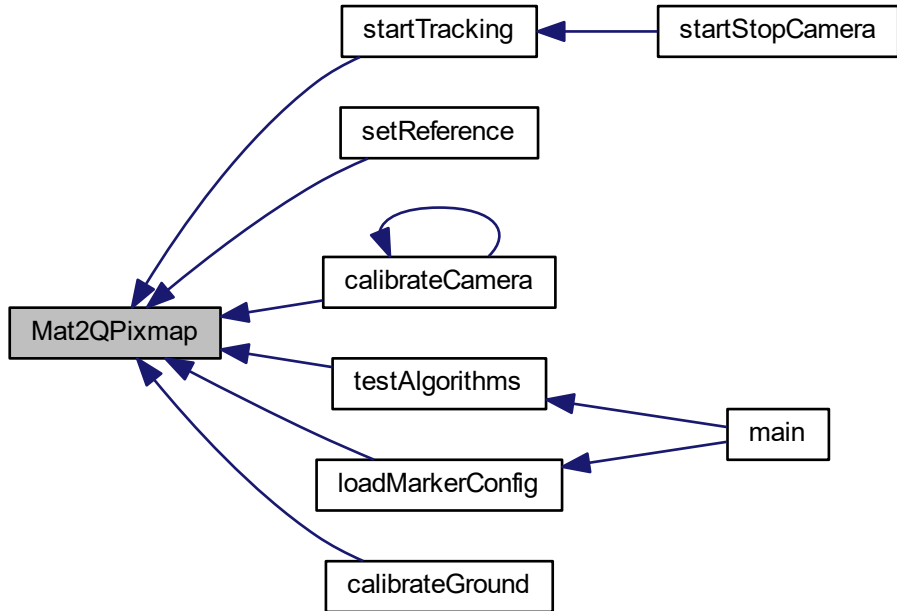 startTracking
startStopCamera
setReference
calibrateCamera
Mat2QPixmap
testAlgorithms
main
loadMarkerConfig
calibrateGround